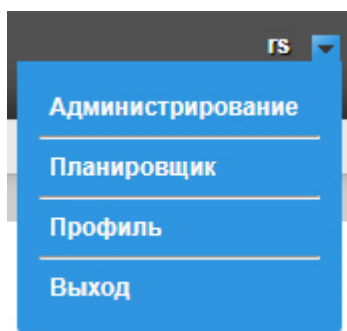 rs
Администрирование
Планировщик
Профиль
Выход